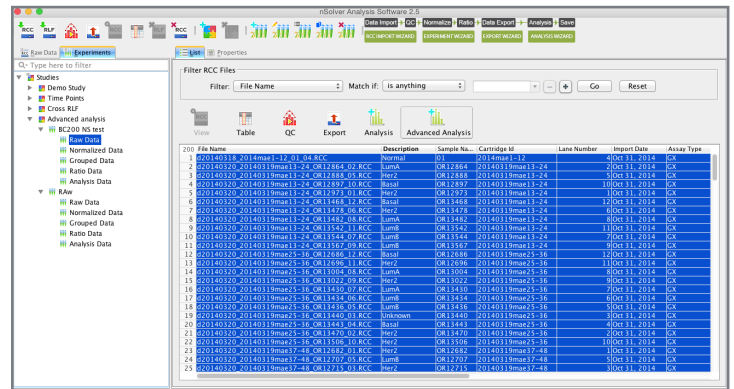 nSolver Analysis Software 2.5
RCC RLF RCC RLF RCC
Data Import QC Normalize Ratio Data Export Analysis Save
RCC IMPORT WIZARD EXPERIMENT WIZARD EXPORT WIZARD ANALYSIS WIZARD
Raw Data Experiments List Properties
Type here to filter
Studies
Demo Study
Time Points
Cross RLF
Advanced analysis
BC200 NS test
Raw Data
Normalized Data
Grouped Data
Ratio Data
Analysis Data
RAw
Raw Data
Normalized Data
Grouped Data
Ratio Data
Analysis Data
Filter RCC Files
Filter: File Name Match if: is anything Go Reset
View Table QC Export Analysis Advanced Analysis
200 File Name Description Sample Na... Cartridge Id Lane Number Import Date Assay Type
1 d20140318_2014mae1-12_01_04.RCC Normal 01 2014mae1-12 4 Oct 31, 2014 GX
2 d20140320_20140319mae13-24_OR12864_02.RCC LumA OR12864 20140319mae13-24 2 Oct 31, 2014 GX
3 d20140320_20140319mae13-24_OR12888_05.RCC Her2 OR12888 20140319mae13-24 5 Oct 31, 2014 GX
4 d20140320_20140319mae13-24_OR12897_10.RCC Basal OR12897 20140319mae13-24 10 Oct 31, 2014 GX
5 d20140320_20140319mae13-24_OR12973_01.RCC Her2 OR12973 20140319mae13-24 1 Oct 31, 2014 GX
6 d20140320_20140319mae13-24_OR13468_12.RCC Basal OR13468 20140319mae13-24 12 Oct 31, 2014 GX
7 d20140320_20140319mae13-24_OR13478_06.RCC Her2 OR13478 20140319mae13-24 6 Oct 31, 2014 GX
8 d20140320_20140319mae13-24_OR13482_08.RCC LumA OR13482 20140319mae13-24 8 Oct 31, 2014 GX
9 d20140320_20140319mae13-24_OR13542_11.RCC LumB OR13542 20140319mae13-24 11 Oct 31, 2014 GX
10 d20140320_20140319mae13-24_OR13544_07.RCC LumB OR13544 20140319mae13-24 7 Oct 31, 2014 GX
11 d20140320_20140319mae13-24_OR13567_09.RCC LumB OR13567 20140319mae13-24 9 Oct 31, 2014 GX
12 d20140320_20140319mae25-36_OR12686_12.RCC Basal OR12686 20140319mae25-36 12 Oct 31, 2014 GX
13 d20140320_20140319mae25-36_OR12696_11.RCC Her2 OR12696 20140319mae25-36 11 Oct 31, 2014 GX
14 d20140320_20140319mae25-36_OR13004_08.RCC LumA OR13004 20140319mae25-36 8 Oct 31, 2014 GX
15 d20140320_20140319mae25-36_OR13022_09.RCC Her2 OR13022 20140319mae25-36 9 Oct 31, 2014 GX
16 d20140320_20140319mae25-36_OR13430_07.RCC LumA OR13430 20140319mae25-36 7 Oct 31, 2014 GX
17 d20140320_20140319mae25-36_OR13434_06.RCC LumB OR13434 20140319mae25-36 6 Oct 31, 2014 GX
18 d20140320_20140319mae25-36_OR13436_05.RCC LumB OR13436 20140319mae25-36 5 Oct 31, 2014 GX
19 d20140320_20140319mae25-36_OR13440_03.RCC Unknown OR13440 20140319mae25-36 3 Oct 31, 2014 GX
20 d20140320_20140319mae25-36_OR13443_04.RCC Basal OR13443 20140319mae25-36 4 Oct 31, 2014 GX
21 d20140320_20140319mae25-36_OR13470_02.RCC Her2 OR13470 20140319mae25-36 2 Oct 31, 2014 GX
22 d20140320_20140319mae25-36_OR13506_10.RCC Her2 OR13506 20140319mae25-36 10 Oct 31, 2014 GX
23 d20140320_20140319mae37-48_OR12682_01.RCC Her2 OR12682 20140319mae37-48 1 Oct 31, 2014 GX
24 d20140320_20140319mae37-48_OR12707_05.RCC LumB OR12707 20140319mae37-48 5 Oct 31, 2014 GX
25 d20140320_20140319mae37-48_OR12715_03.RCC Her2 OR12715 20140319mae37-48 3 Oct 31, 2014 GX